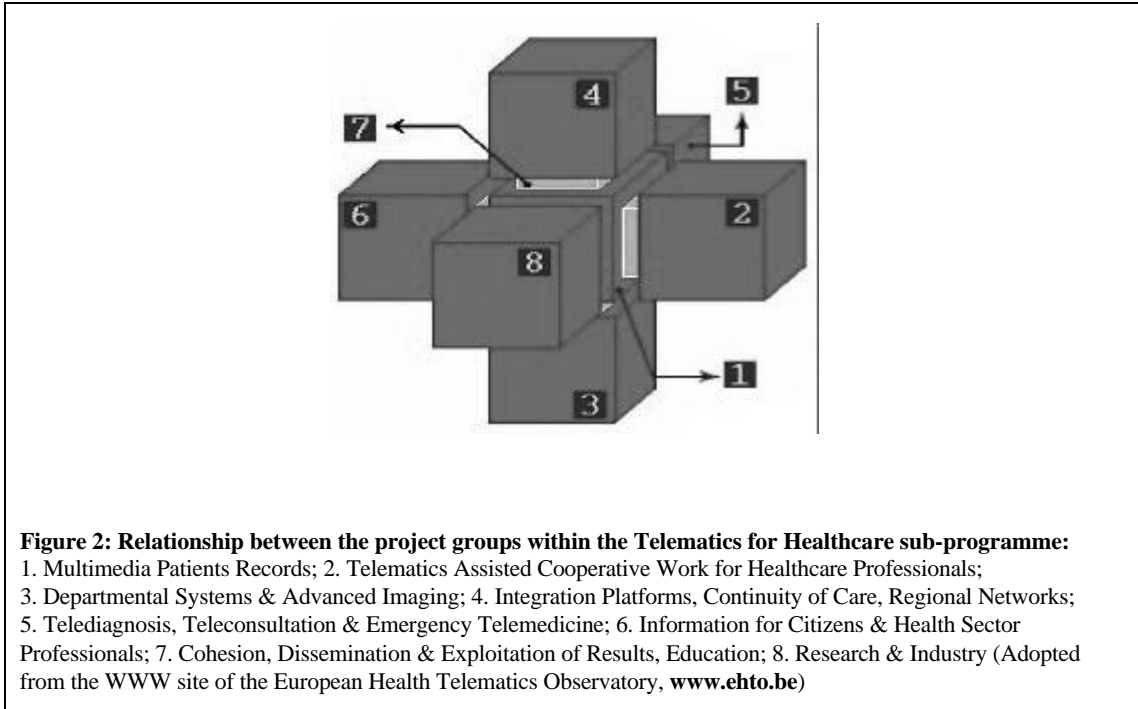 4
5
7
6
2
8
1
3
Figure 2: Relationship between the project groups within the Telematics for Healthcare sub-programme:
1. Multimedia Patients Records; 2. Telematics Assisted Cooperative Work for Healthcare Professionals;
3. Departmental Systems & Advanced Imaging; 4. Integration Platforms, Continuity of Care, Regional Networks;
5. Telediagnosis, Teleconsultation & Emergency Telemedicine; 6. Information for Citizens & Health Sector
Professionals; 7. Cohesion, Dissemination & Exploitation of Results, Education; 8. Research & Industry (Adopted
from the WWW site of the European Health Telematics Observatory, www.ehto.be)